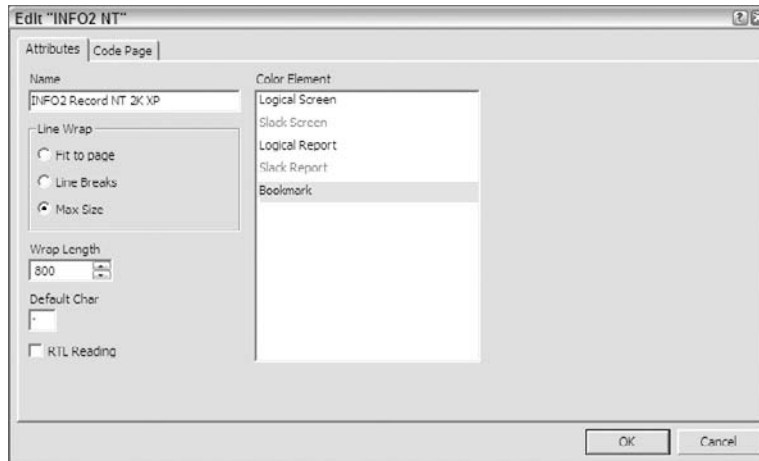 Edit "INFO2 NT"
Attributes
Code Page
Name
INFO2 Record NT 2K XP
Line Wrap
Fit to page
Line Breaks
Max Size
Wrap Length
800
Default Char
RTL Reading
Color Element
Logical Screen
Slack Screen
Logical Report
Slack Report
Bookmark
OK
Cancel